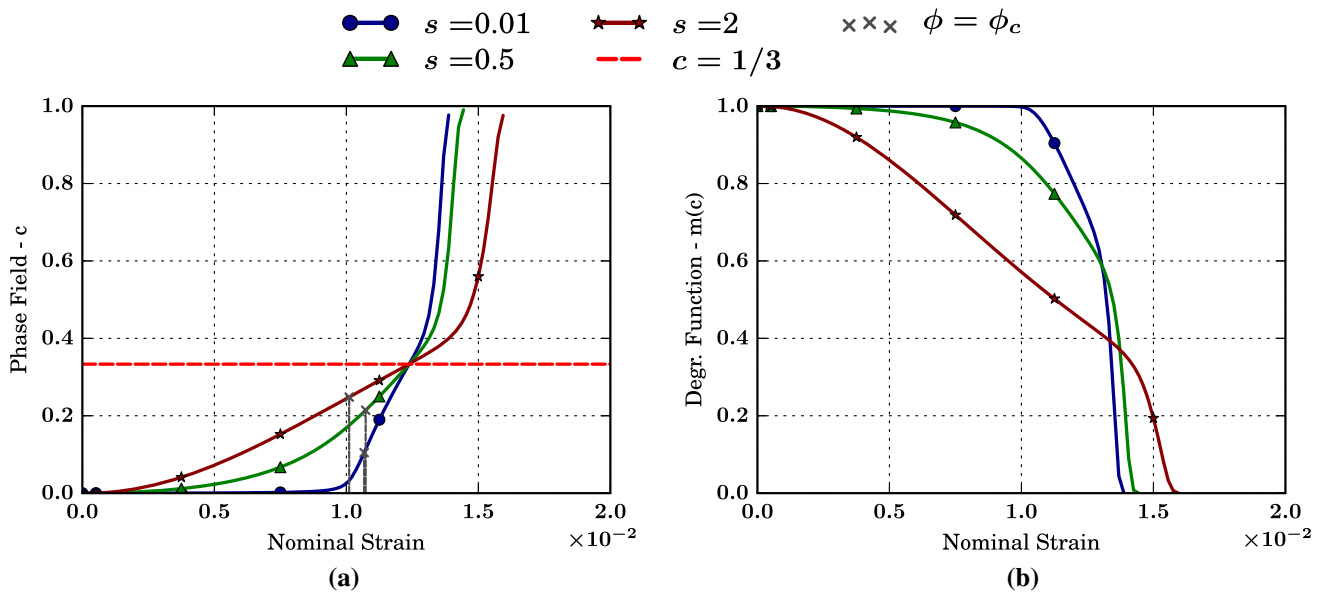 s =0.01 s =2 ϕ = ϕc
s =0.5 c = 1/3
1.0 1.0
0.8 0.8
0.6 0.6
0.4 0.4
0.2 0.2
0.0 0.0
Phase Field - c
Degr. Function - m(c)
0.0 0.5 1.0 1.5 2.0 0.0 0.5 1.0 1.5 2.0
Nominal Strain ×10⁻² Nominal Strain ×10⁻²
(a) (b)